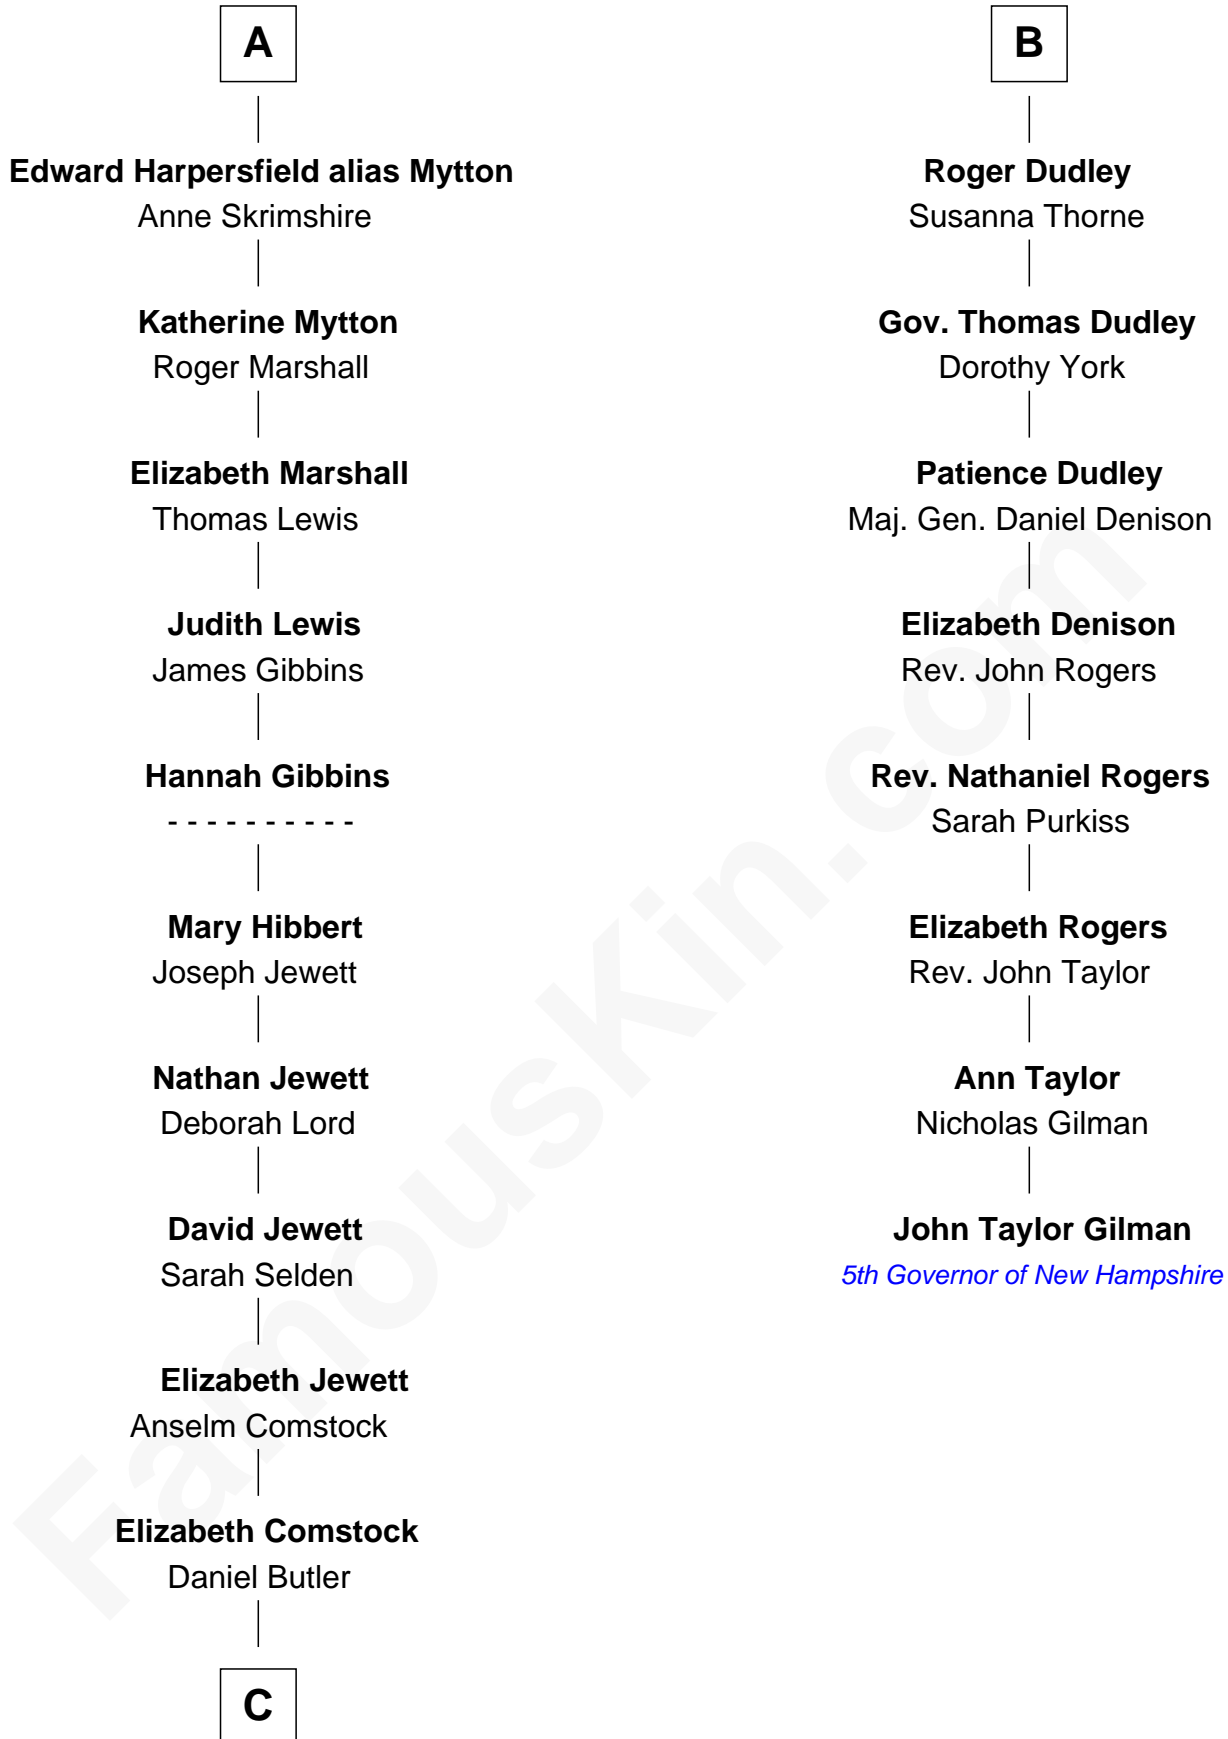 A
Edward Harpersfield alias Mytton
Anne Skrimshire
Katherine Mytton
Roger Marshall
Elizabeth Marshall
Thomas Lewis
Judith Lewis
James Gibbins
Hannah Gibbins
- - - - - - - - - -
Mary Hibbert
Joseph Jewett
Nathan Jewett
Deborah Lord
David Jewett
Sarah Selden
Elizabeth Jewett
Anselm Comstock
Elizabeth Comstock
Daniel Butler
C
B
Roger Dudley
Susanna Thorne
Gov. Thomas Dudley
Dorothy York
Patience Dudley
Maj. Gen. Daniel Denison
Elizabeth Denison
Rev. John Rogers
Rev. Nathaniel Rogers
Sarah Purkiss
Elizabeth Rogers
Rev. John Taylor
Ann Taylor
Nicholas Gilman
John Taylor Gilman
5th Governor of New Hampshire
FamousKin.com